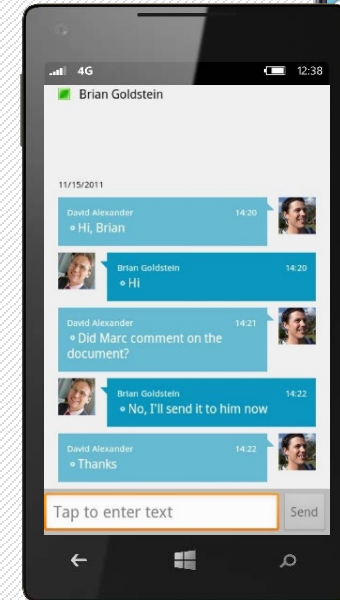 4G 12:38
Brian Goldstein
11/15/2011
David Alexander 14:20
Hi, Brian
Brian Goldstein 14:20
Hi
David Alexander 14:21
Did Marc comment on the
document?
Brian Goldstein 14:22
No, I'll send it to him now
David Alexander 14:22
Thanks
Tap to enter text Send